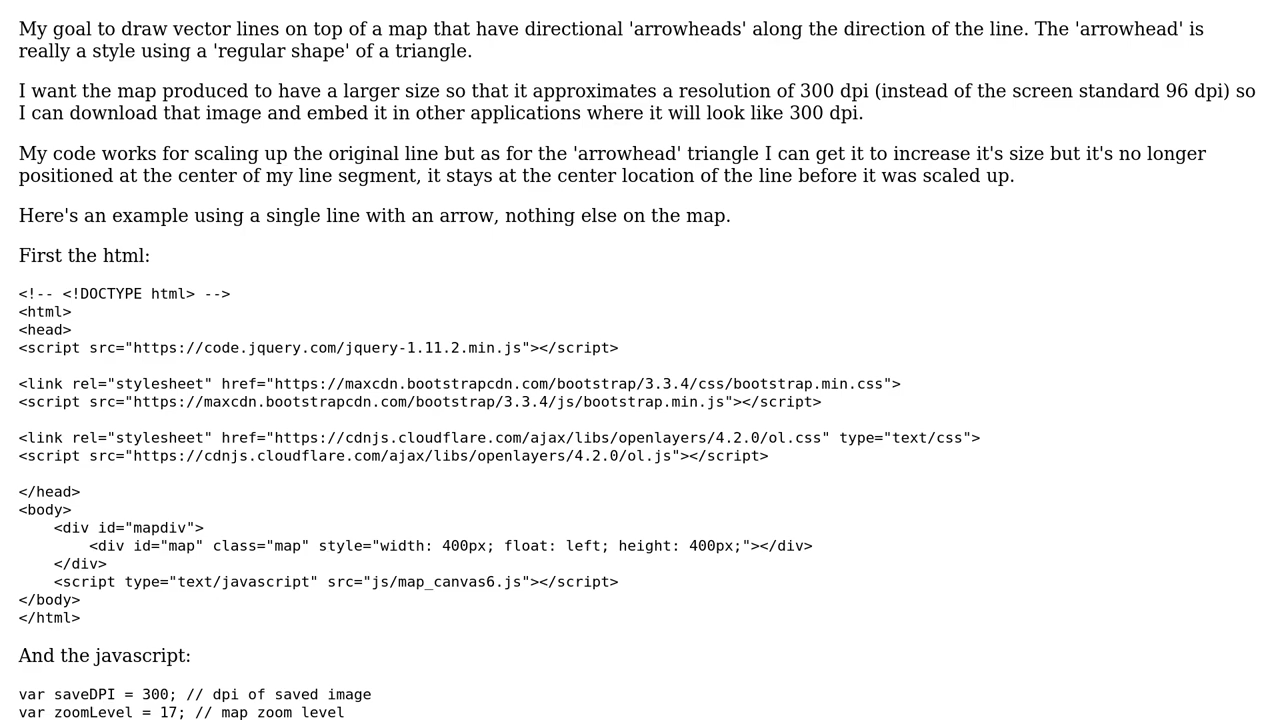 My goal to draw vector lines on top of a map that have directional 'arrowheads' along the direction of the line. The 'arrowhead' is
really a style using a 'regular shape' of a triangle.
I want the map produced to have a larger size so that it approximates a resolution of 300 dpi (instead of the screen standard 96 dpi) so
I can download that image and embed it in other applications where it will look like 300 dpi.
My code works for scaling up the original line but as for the 'arrowhead' triangle I can get it to increase it's size but it's no longer
positioned at the center of my line segment, it stays at the center location of the line before it was scaled up.
Here's an example using a single line with an arrow, nothing else on the map.
First the html:
<!-- <!DOCTYPE html> -->
<html>
<head>
<script src="https://code.jquery.com/jquery-1.11.2.min.js"></script>
<link rel="stylesheet" href="https://maxcdn.bootstrapcdn.com/bootstrap/3.3.4/css/bootstrap.min.css">
<script src="https://maxcdn.bootstrapcdn.com/bootstrap/3.3.4/js/bootstrap.min.js"></script>
<link rel="stylesheet" href="https://cdnjs.cloudflare.com/ajax/libs/openlayers/4.2.0/ol.css" type="text/css">
<script src="https://cdnjs.cloudflare.com/ajax/libs/openlayers/4.2.0/ol.js"></script>
</head>
<body>
    <div id="mapdiv">
        <div id="map" class="map" style="width: 400px; float: left; height: 400px;"></div>
    </div>
    <script type="text/javascript" src="js/map_canvas6.js"></script>
</body>
</html>
And the javascript:
var saveDPI = 300; // dpi of saved image
var zoomLevel = 17; // map zoom level